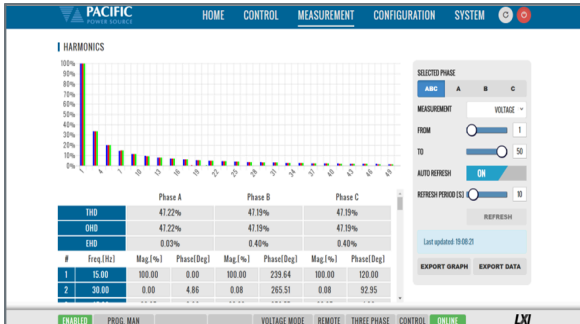 PACIFIC
POWER SOURCE
HOME CONTROL MEASUREMENT CONFIGURATION SYSTEM
HARMONICS
100%
90%
80%
70%
60%
50%
40%
30%
20%
10%
0%
1 4 7 10 13 16 19 22 25 28 31 34 37 40 43 46 49
SELECTED PHASE
ABC A B C
MEASUREMENT VOLTAGE
FROM 1
TO 50
AUTO REFRESH ON
REFRESH PERIOD [S] 10
REFRESH
Last updated: 19:08:21
EXPORT GRAPH EXPORT DATA
Phase A Phase B Phase C
THD 47.22% 47.19% 47.19%
OHD 47.22% 47.19% 47.19%
EHD 0.03% 0.40% 0.40%
# Freq.[Hz] Mag.[%] Phase[Deg] Mag.[%] Phase[Deg] Mag.[%] Phase[Deg]
1 15.00 100.00 0.00 100.00 239.64 100.00 120.00
2 30.00 0.00 4.86 0.08 265.51 0.08 92.95
ENABLED PROG. MAN VOLTAGE MODE REMOTE THREE PHASE CONTROL ONLINE
LXI